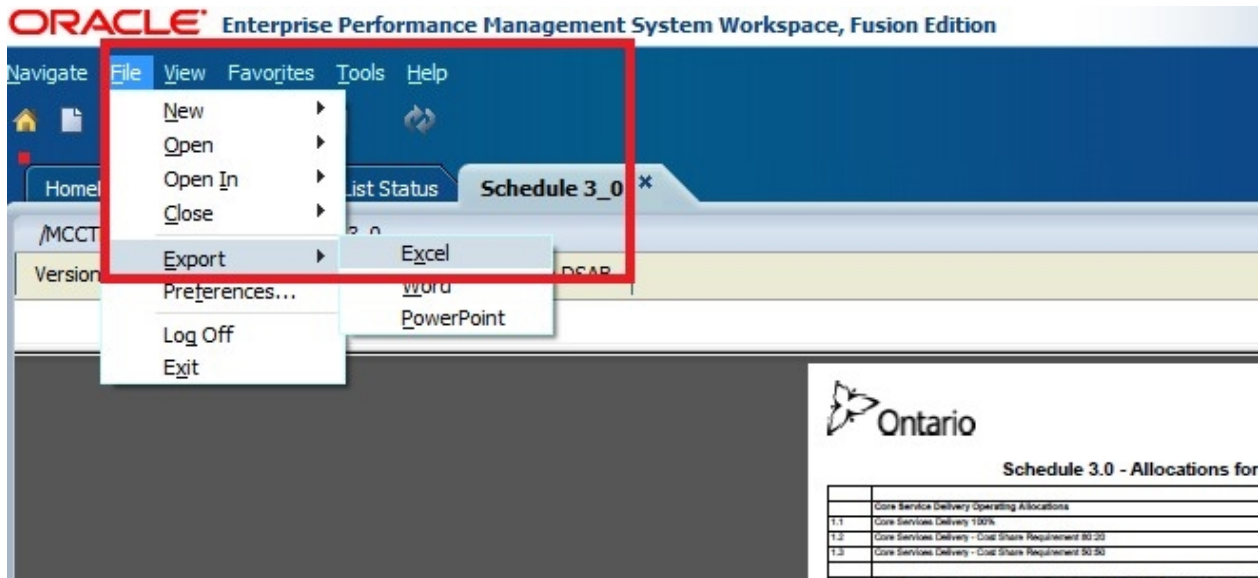 ORACLE Enterprise Performance Management System Workspace, Fusion Edition
Navigate File View Favorites Tools Help
New
Open
Open In
Close
Export
Preferences...
Log Off
Exit
Excel
Word
PowerPoint
List Status
Schedule 3_0
/MCCT
3_0
Version
DSAB
Ontario
Schedule 3.0 - Allocations for
Core Service Delivery Operating Allocations
1.1 Core Services Delivery 100%
1.2 Core Services Delivery - Cost Share Requirement 80:20
1.3 Core Services Delivery - Cost Share Requirement 50:50